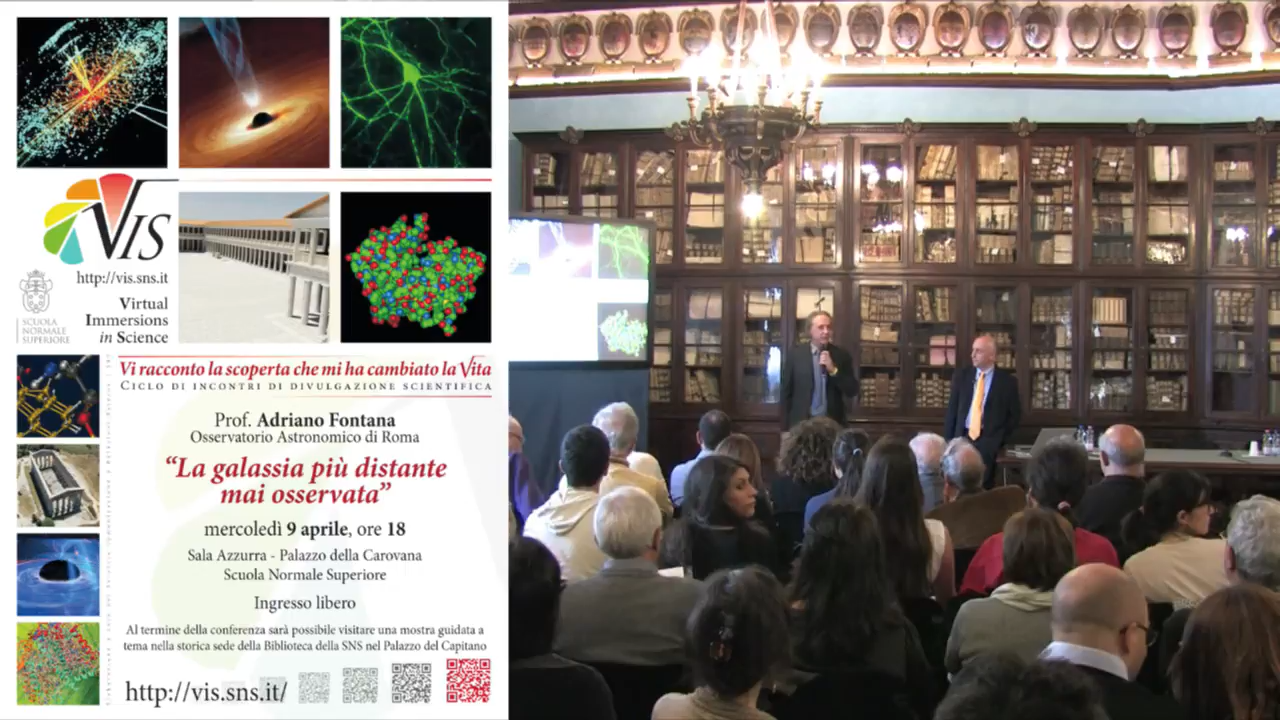 VIS
http://vis.sns.it
SCUOLA
NORMALE
SUPERIORE
Virtual
Immersions
in Science
Vi racconto la scoperta che mi ha cambiato la Vita
CICLO DI INCONTRI DI DIVULGAZIONE SCIENTIFICA
Prof. Adriano Fontana
Osservatorio Astronomico di Roma
“La galassia più distante
mai osservata”
mercoledì 9 aprile, ore 18
Sala Azzurra - Palazzo della Carovana
Scuola Normale Superiore
Ingresso libero
Al termine della conferenza sarà possibile visitare una mostra guidata a
tema nella storica sede della Biblioteca della SNS nel Palazzo del Capitano
http://vis.sns.it/